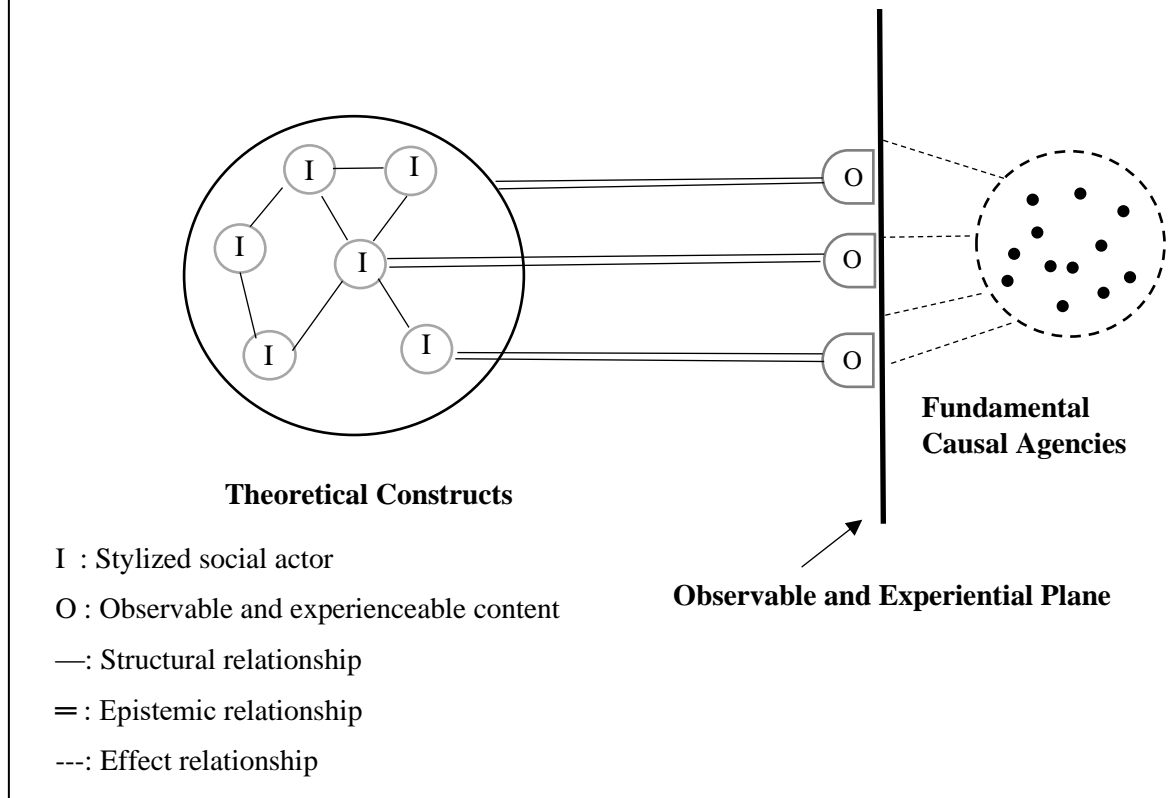 I
I
O
I
I
O
I
I
O
Fundamental
Causal Agencies
Theoretical Constructs
I : Stylized social actor
Observable and Experiential Plane
O : Observable and experienceable content
—: Structural relationship
= : Epistemic relationship
---: Effect relationship